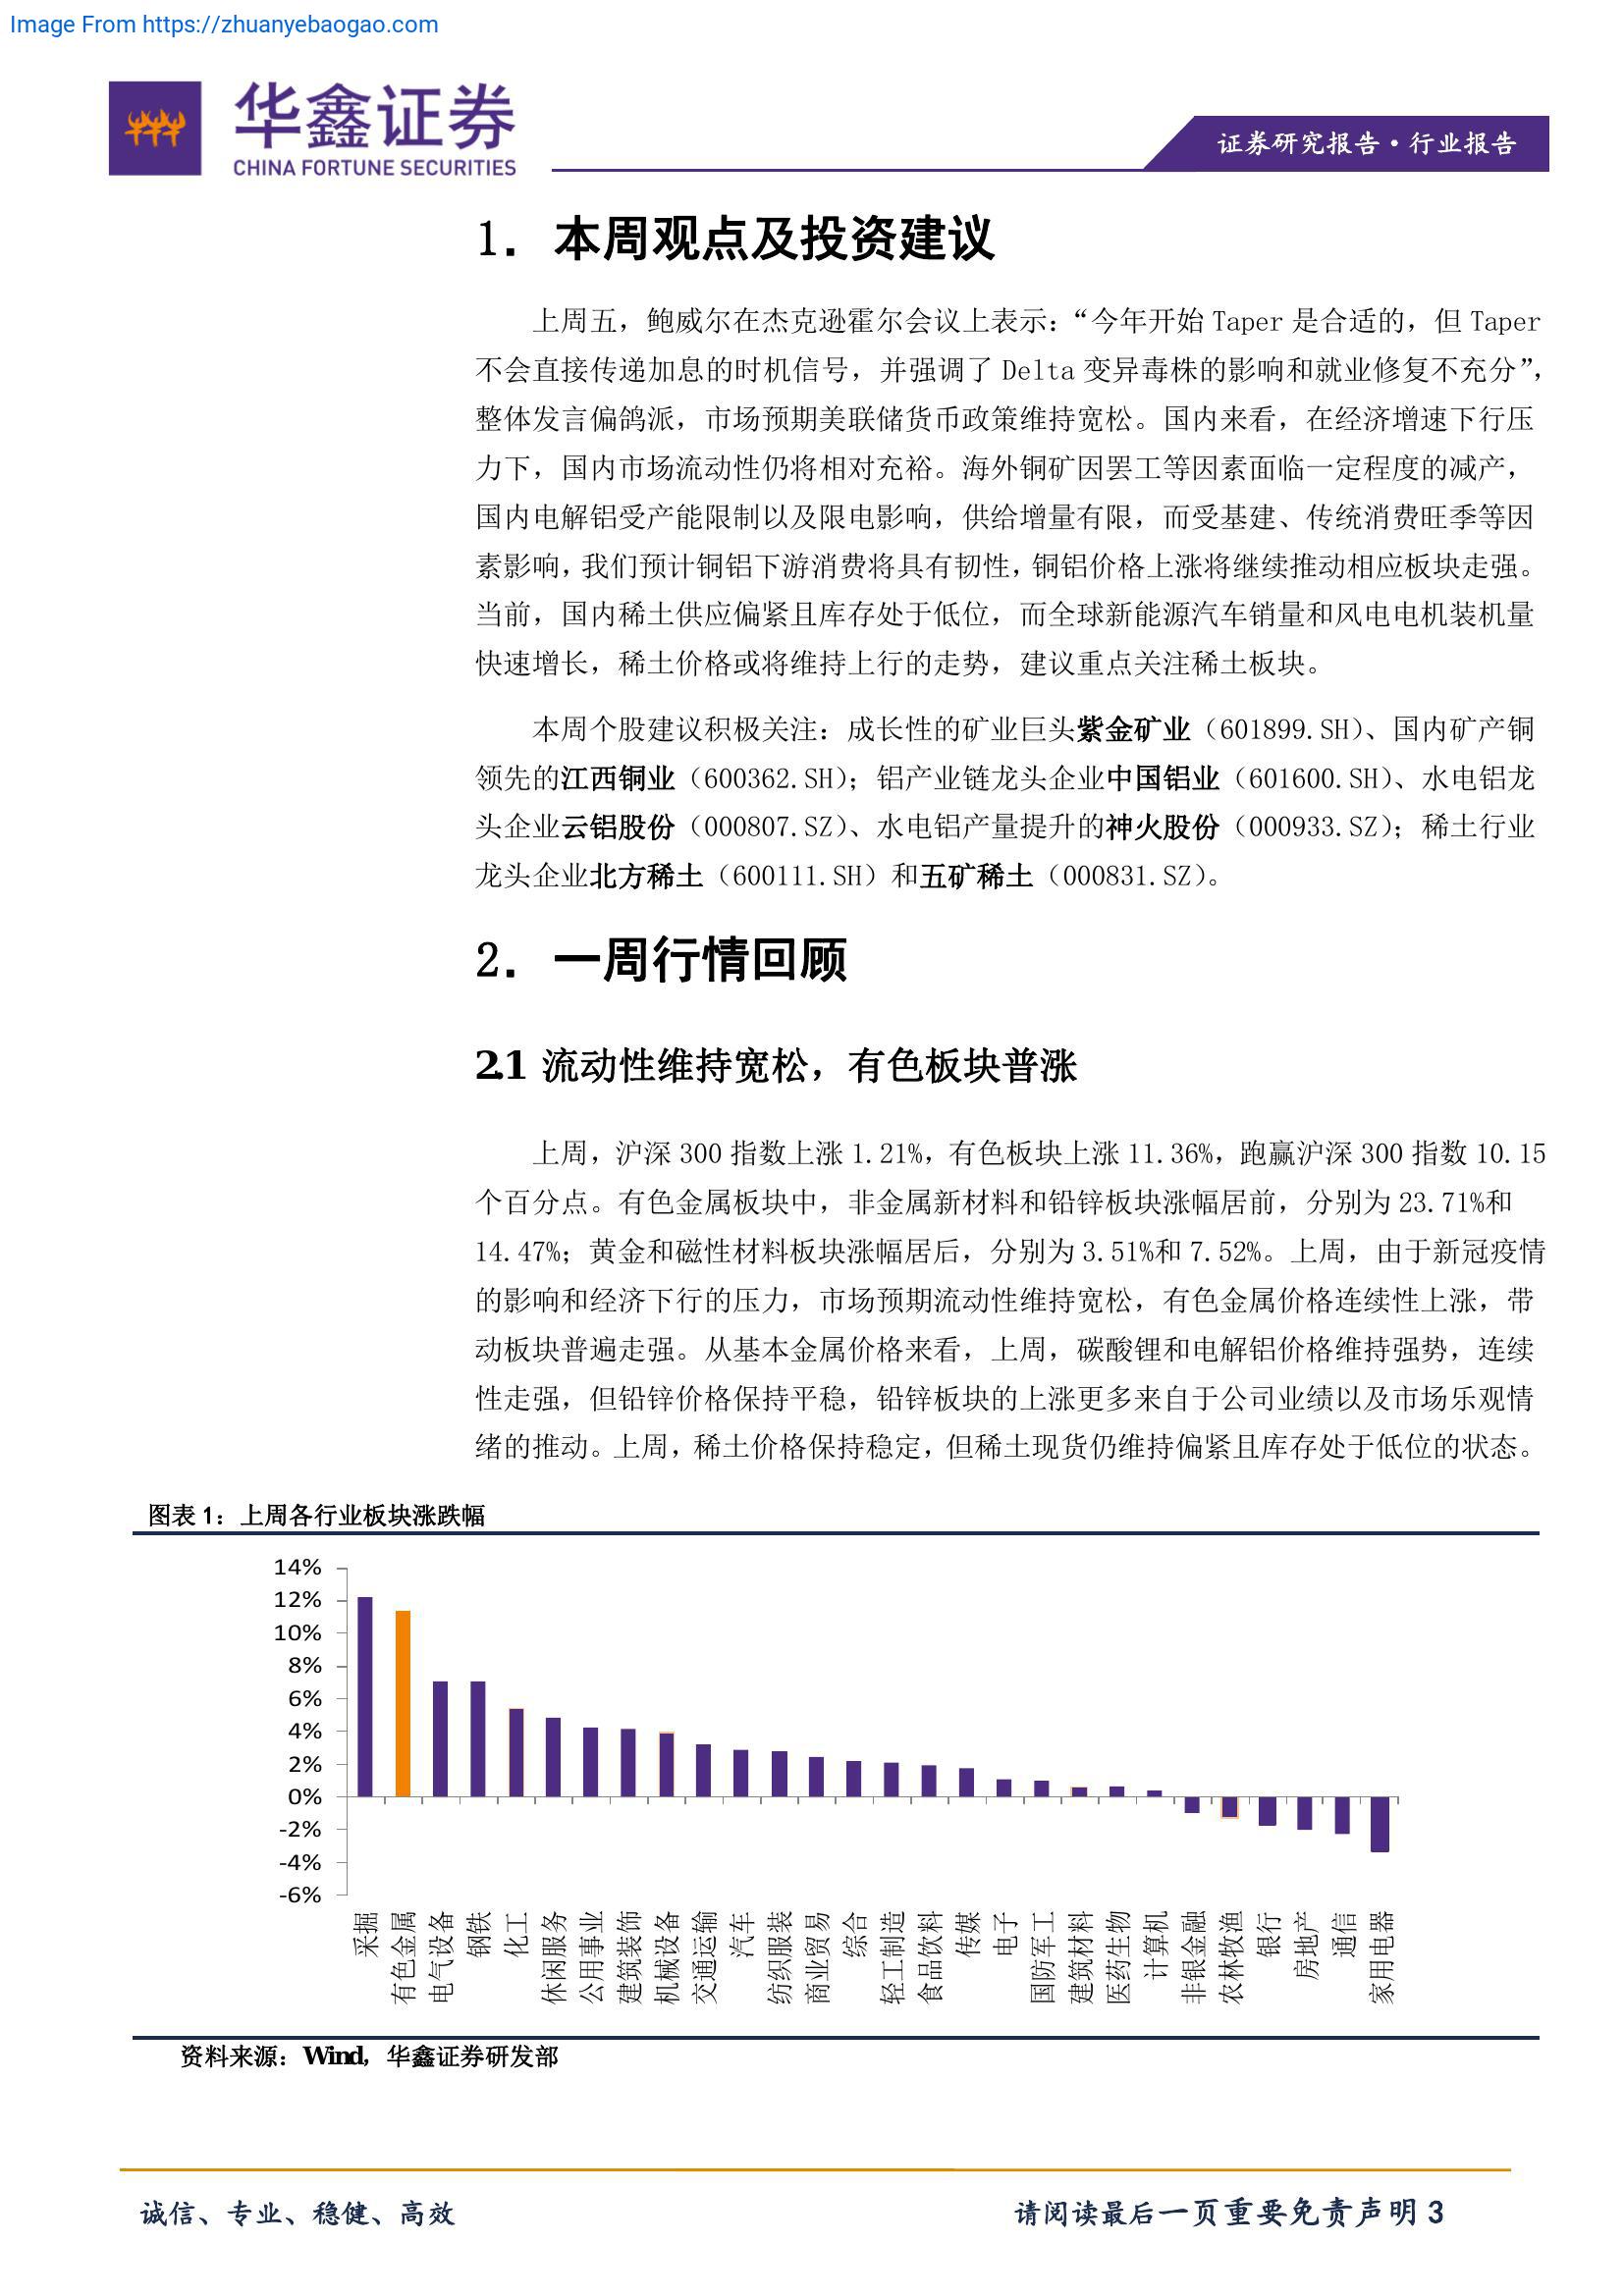 Image From https://zhuanyebaogao.com
华鑫证券
CHINA FORTUNE SECURITIES
证券研究报告·行业报告
1. 本周观点及投资建议
上周五，鲍威尔在杰克逊霍尔会议上表示：“今年开始 Taper 是合适的，但 Taper
不会直接传递加息的时机信号，并强调了 Delta 变异毒株的影响和就业修复不充分”，
整体发言偏鸽派，市场预期美联储货币政策维持宽松。国内来看，在经济增速下行压
力下，国内市场流动性仍将相对充裕。海外铜矿因罢工等因素面临一定程度的减产，
国内电解铝受产能限制以及限电影响，供给增量有限，而受基建、传统消费旺季等因
素影响，我们预计铜铝下游消费将具有韧性，铜铝价格上涨将继续推动相应板块走强。
当前，国内稀土供应偏紧且库存处于低位，而全球新能源汽车销量和风电电机装机量
快速增长，稀土价格或将维持上行的走势，建议重点关注稀土板块。
本周个股建议积极关注：成长性的矿业巨头紫金矿业（601899.SH）、国内矿产铜
领先的江西铜业（600362.SH）；铝产业链龙头企业中国铝业（601600.SH）、水电铝龙
头企业云铝股份（000807.SZ）、水电铝产量提升的神火股份（000933.SZ）；稀土行业
龙头企业北方稀土（600111.SH）和五矿稀土（000831.SZ）。
2. 一周行情回顾
2.1 流动性维持宽松，有色板块普涨
上周，沪深 300 指数上涨 1.21%，有色板块上涨 11.36%，跑赢沪深 300 指数 10.15
个百分点。有色金属板块中，非金属新材料和铅锌板块涨幅居前，分别为 23.71%和
14.47%；黄金和磁性材料板块涨幅居后，分别为 3.51%和 7.52%。上周，由于新冠疫情
的影响和经济下行的压力，市场预期流动性维持宽松，有色金属价格连续性上涨，带
动板块普遍走强。从基本金属价格来看，上周，碳酸锂和电解铝价格维持强势，连续
性走强，但铅锌价格保持平稳，铅锌板块的上涨更多来自于公司业绩以及市场乐观情
绪的推动。上周，稀土价格保持稳定，但稀土现货仍维持偏紧且库存处于低位的状态。
图表 1：上周各行业板块涨跌幅
14%
12%
10%
8%
6%
4%
2%
0%
-2%
-4%
-6%
采掘
有色金属
电气设备
钢铁
化工
休闲服务
公用事业
建筑装饰
机械设备
交通运输
汽车
纺织服装
商业贸易
综合
轻工制造
食品饮料
传媒
电子
国防军工
建筑材料
医药生物
计算机
非银金融
农林牧渔
银行
房地产
通信
家用电器
资料来源：Wind，华鑫证券研发部
诚信、专业、稳健、高效
请阅读最后一页重要免责声明 3